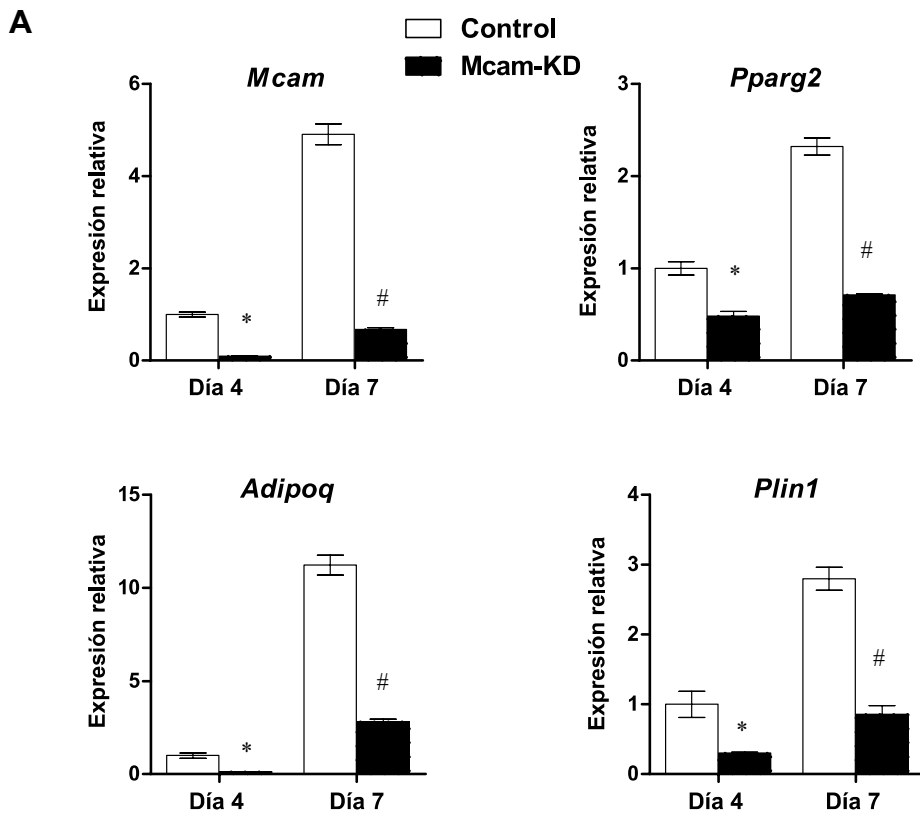 A
Control
Mcam-KD
Mcam
Expresión relativa
6
4
2
0
*
#
Día 4
Día 7
Pparg2
Expresión relativa
3
2
1
0
*
#
Día 4
Día 7
Adipoq
Expresión relativa
15
10
5
0
*
#
Día 4
Día 7
Plin1
Expresión relativa
4
3
2
1
0
*
#
Día 4
Día 7